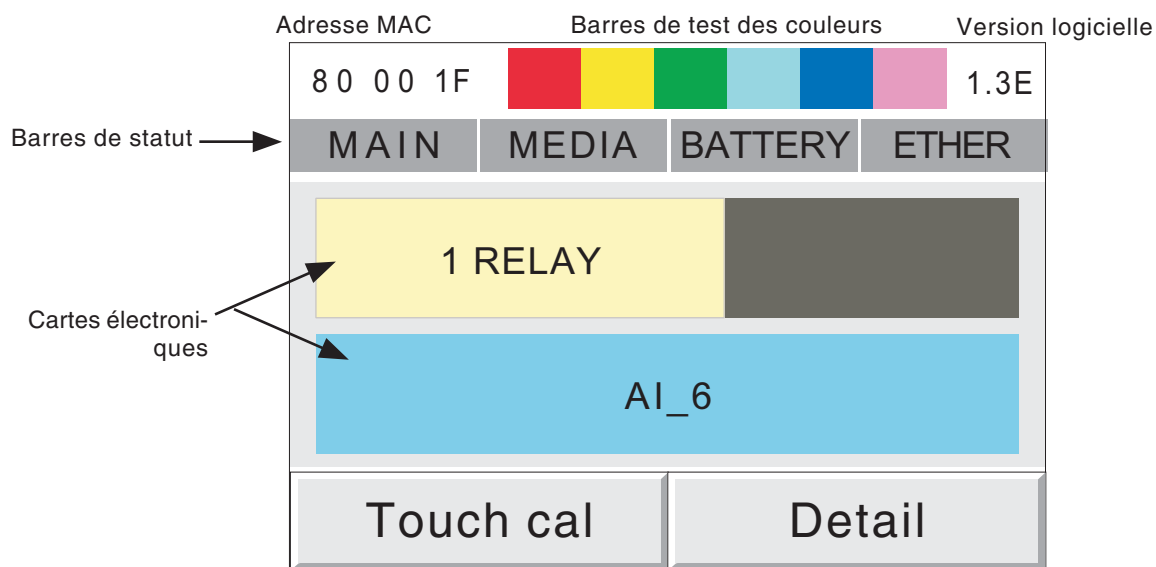 Adresse MAC Barres de test des couleurs Version logicielle
80 00 1F 1.3E
Barres de statut MAIN MEDIA BATTERY ETHER
1 RELAY
Cartes électroni-
ques
AI_6
Touch cal Detail